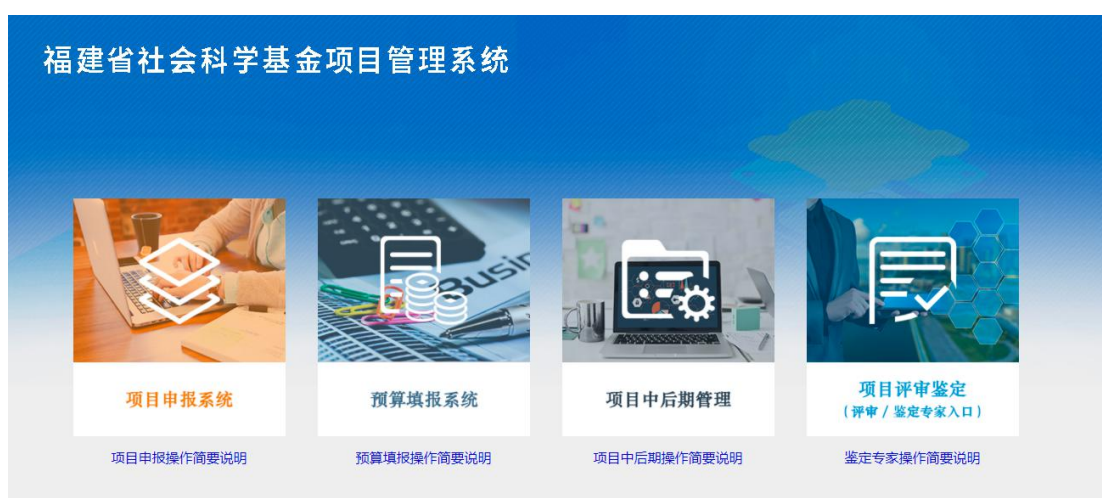 福建省社会科学基金项目管理系统
Busin
项目申报系统
预算填报系统
项目中后期管理
项目评审鉴定
(评审 / 鉴定专家入口)
项目申报操作简要说明
预算填报操作简要说明
项目中后期操作简要说明
鉴定专家操作简要说明